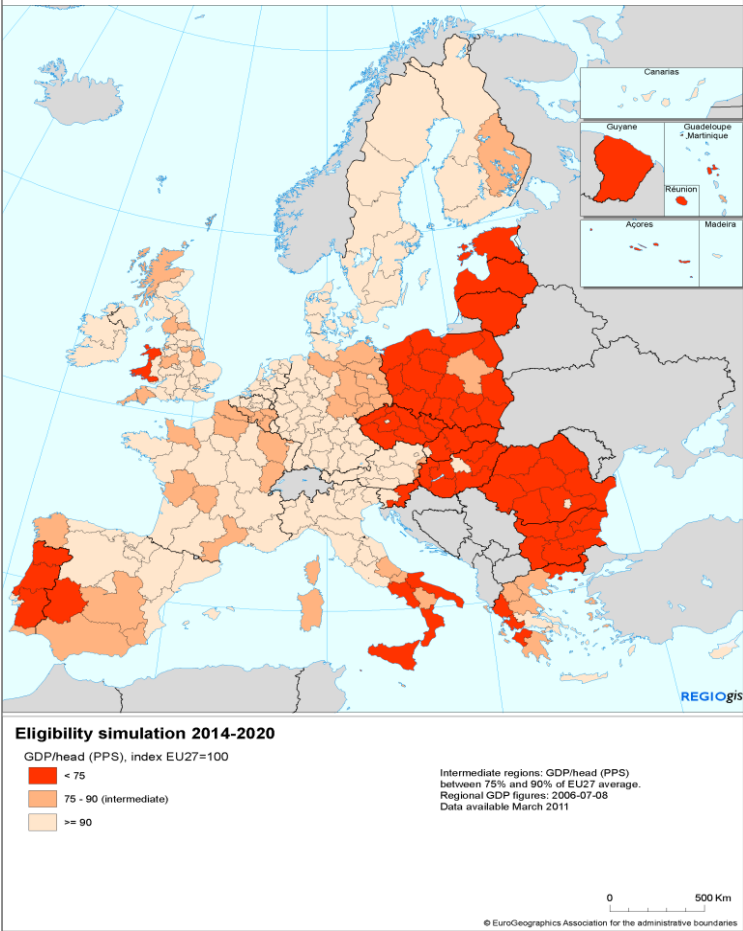 Canarias
Guyane
Guadeloupe
Martinique
Réunion
Açores
Madeira
REGIOgis
Eligibility simulation 2014-2020
GDP/head (PPS), index EU27=100
< 75
75 - 90 (intermediate)
>= 90
Intermediate regions: GDP/head (PPS)
between 75% and 90% of EU27 average.
Regional GDP figures: 2006-07-08
Data available March 2011
0 500 Km
© EuroGeographics Association for the administrative boundaries